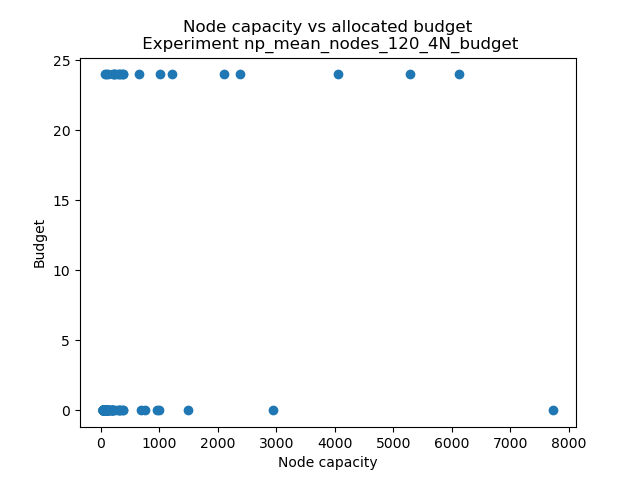 Node capacity vs allocated budget
Experiment np_mean_nodes_120_4N_budget
25
20
15
10
5
0
Budget
0 1000 2000 3000 4000 5000 6000 7000 8000
Node capacity